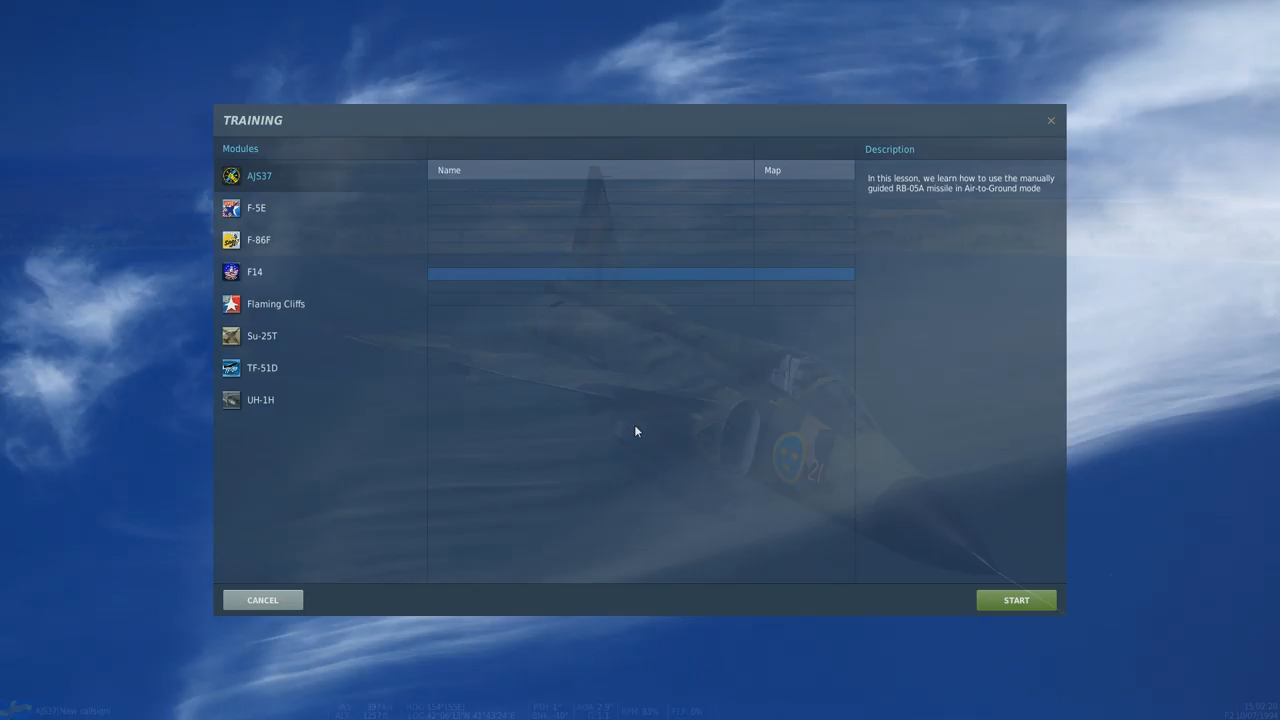 TRAINING
Modules
Description
AJS37
F-5E
F-86F
F14
Flaming Cliffs
Su-25T
TF-51D
UH-1H
Name
Map
In this lesson, we learn how to use the manually
guided RB-05A missile in Air-to-Ground mode
21
CANCEL
START